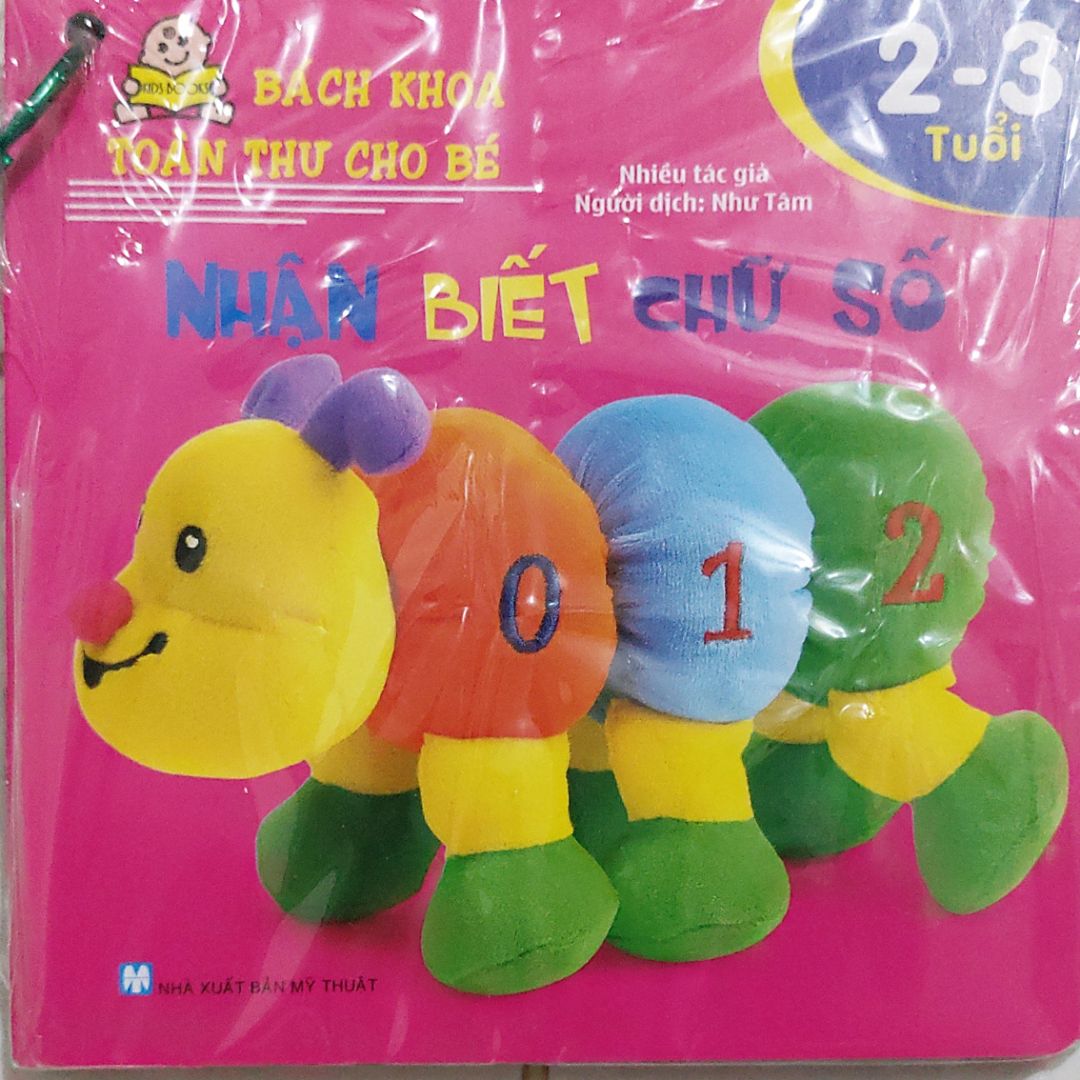 KIDS BOOKS
BÁCH KHOA
TOÀN THƯ CHO BÉ
2-3
Tuổi
Nhiều tác giả
Người dịch: Như Tâm
NHẬN BIẾT CHỮ SỐ
0 1 2
NHÀ XUẤT BẢN MỸ THUẬT